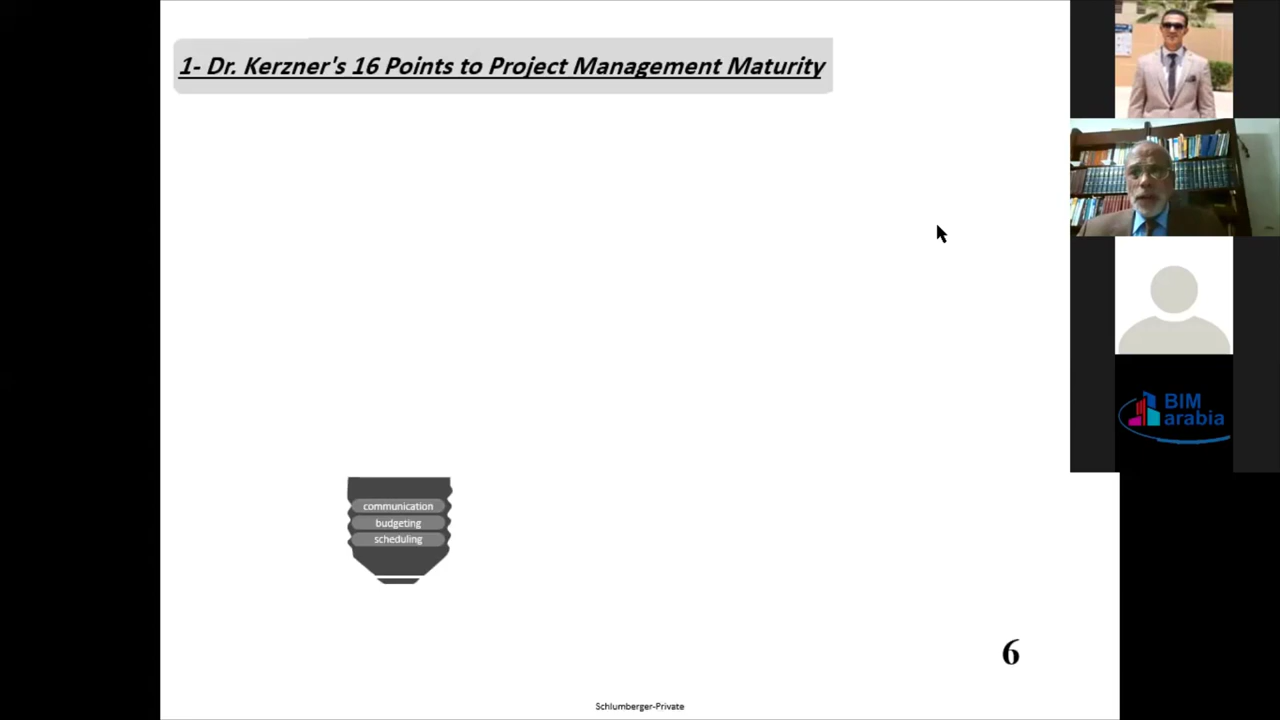 1- Dr. Kerzner's 16 Points to Project Management Maturity
communication
budgeting
scheduling
6
Schlumberger-Private
BIM
arabia